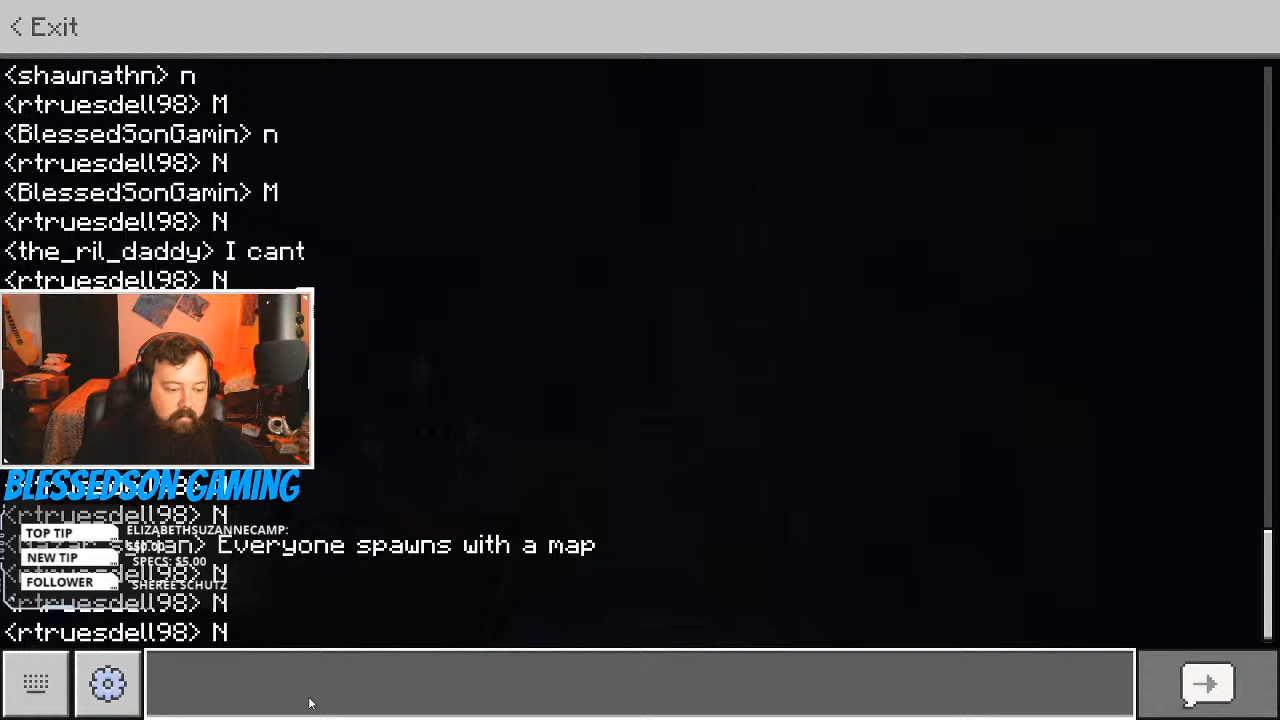 < Exit
<shawnathn> n
<rtruesdell98> M
<BlessedSonGamin> n
<rtruesdell98> N
<BlessedSonGamin> M
<rtruesdell98> N
<the_ril_daddy> I cant
<rtruesdell98> N
BLESSEDSON GAMING
N
<rtruesdell98> N
Everyone spawns with a map
TOP TIP ELIZABETHSUZANNECAMP:
NEW TIP SPECS: $5.00
FOLLOWER SHEREE SCHUTZ
N
<rtruesdell98> N
<rtruesdell98> N